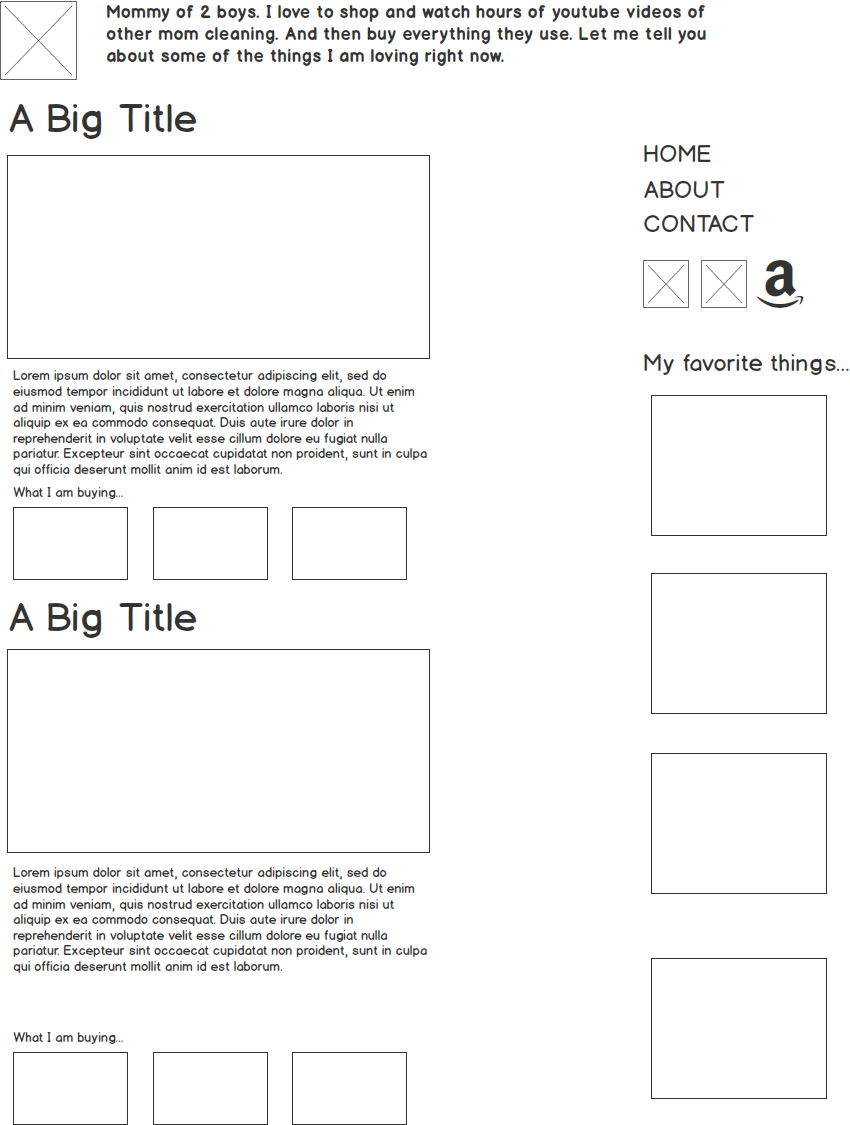 Mommy of 2 boys. I love to shop and watch hours of youtube videos of
other mom cleaning. And then buy everything they use. Let me tell you
about some of the things I am loving right now.
A Big Title
Lorem ipsum dolor sit amet, consectetur adipiscing elit, sed do
eiusmod tempor incididunt ut labore et dolore magna aliqua. Ut enim
ad minim veniam, quis nostrud exercitation ullamco laboris nisi ut
aliquip ex ea commodo consequat. Duis aute irure dolor in
reprehenderit in voluptate velit esse cillum dolore eu fugiat nulla
pariatur. Excepteur sint occaecat cupidatat non proident, sunt in culpa
qui officia deserunt mollit anim id est laborum.
What I am buying...
A Big Title
Lorem ipsum dolor sit amet, consectetur adipiscing elit, sed do
eiusmod tempor incididunt ut labore et dolore magna aliqua. Ut enim
ad minim veniam, quis nostrud exercitation ullamco laboris nisi ut
aliquip ex ea commodo consequat. Duis aute irure dolor in
reprehenderit in voluptate velit esse cillum dolore eu fugiat nulla
pariatur. Excepteur sint occaecat cupidatat non proident, sunt in culpa
qui officia deserunt mollit anim id est laborum.
What I am buying...
HOME
ABOUT
CONTACT
a
My favorite things...